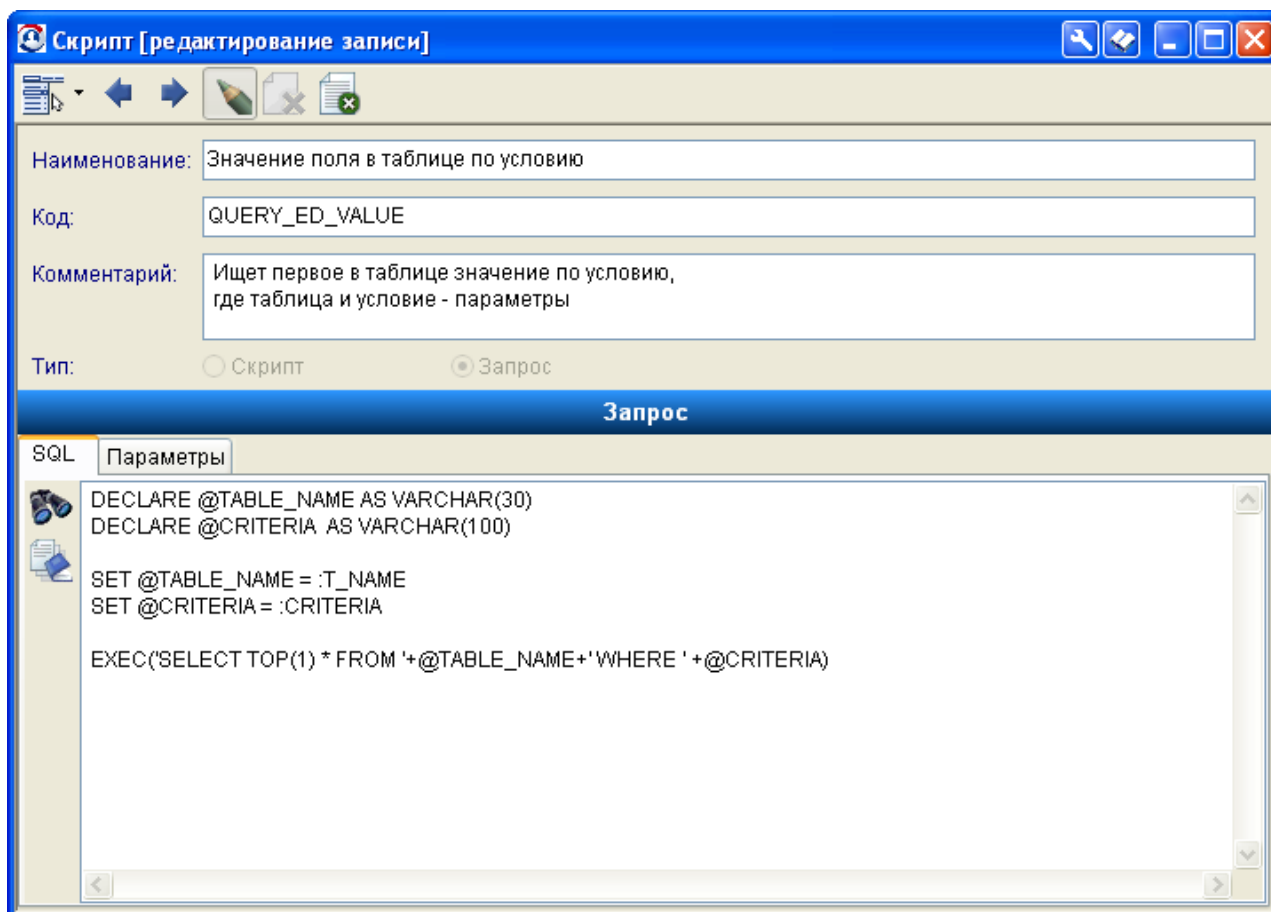 Скрипт [редактирование записи]
Наименование: Значение поля в таблице по условию
Код: QUERY_ED_VALUE
Комментарий: Ищет первое в таблице значение по условию,
где таблица и условие - параметры
Тип: Скрипт Запрос
Запрос
SQL Параметры
DECLARE @TABLE_NAME AS VARCHAR(30)
DECLARE @CRITERIA AS VARCHAR(100)
SET @TABLE_NAME = :T_NAME
SET @CRITERIA = :CRITERIA
EXEC('SELECT TOP(1) * FROM '+@TABLE_NAME+' WHERE ' +@CRITERIA)